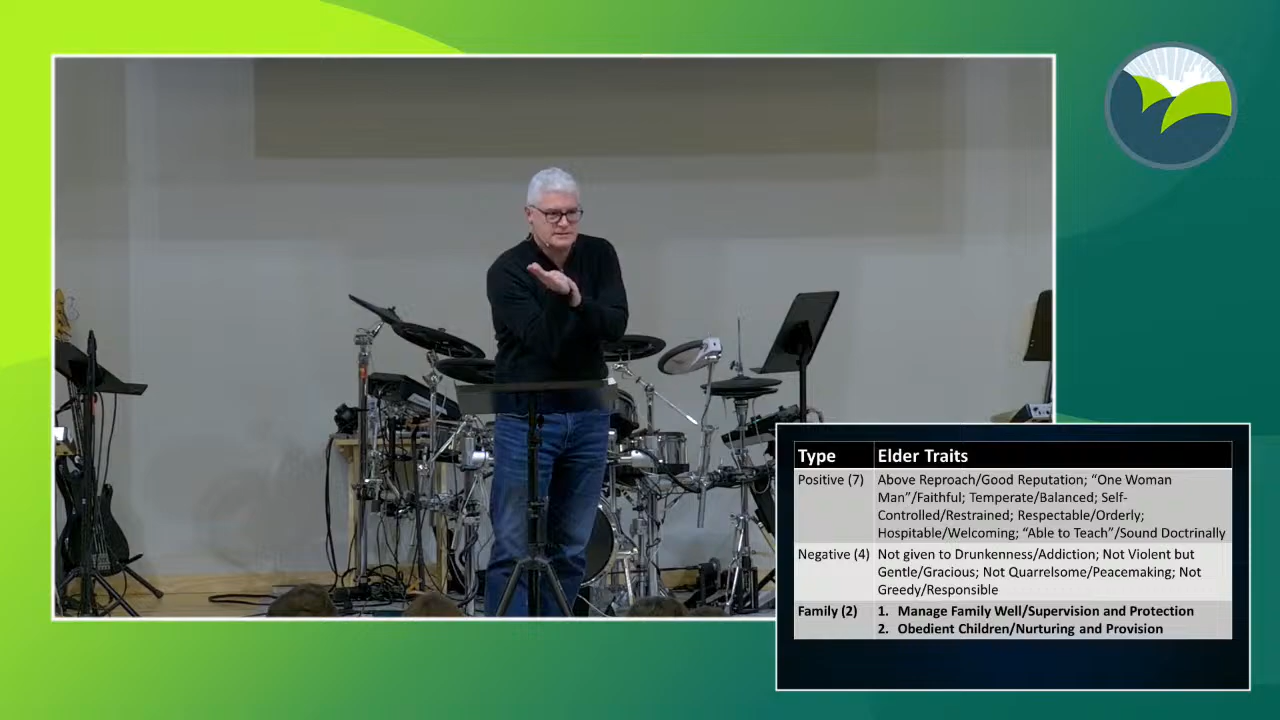 Type Elder Traits
Positive (7) Above Reproach/Good Reputation; “One Woman
Man”/Faithful; Temperate/Balanced; Self-
Controlled/Restrained; Respectable/Orderly;
Hospitable/Welcoming; “Able to Teach”/Sound Doctrinally
Negative (4) Not given to Drunkenness/Addiction; Not Violent but
Gentle/Gracious; Not Quarrelsome/Peacemaking; Not
Greedy/Responsible
Family (2) 1. Manage Family Well/Supervision and Protection
2. Obedient Children/Nurturing and Provision